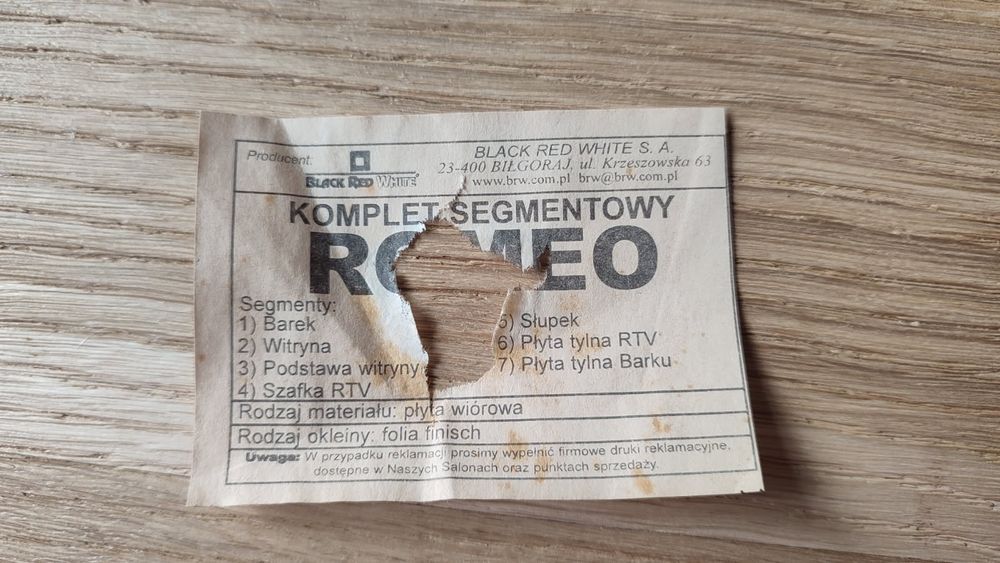 Producent:
BLACK RED WHITE
BLACK RED WHITE S. A.
23-400 BIŁGORAJ, ul. Krzeszowska 63
www.brw.com.pl brw@brw.com.pl
KOMPLET SEGMENTOWY
ROMEO
Segmenty:
1) Barek
2) Witryna
3) Podstawa witryny
4) Szafka RTV
5) Słupek
6) Płyta tylna RTV
7) Płyta tylna Barku
Rodzaj materiału: płyta wiórowa
Rodzaj okleiny: folia finisch
Uwaga: W przypadku reklamacji prosimy wypełnić firmowe druki reklamacyjne,
dostępne w Naszych Salonach oraz punktach sprzedaży.